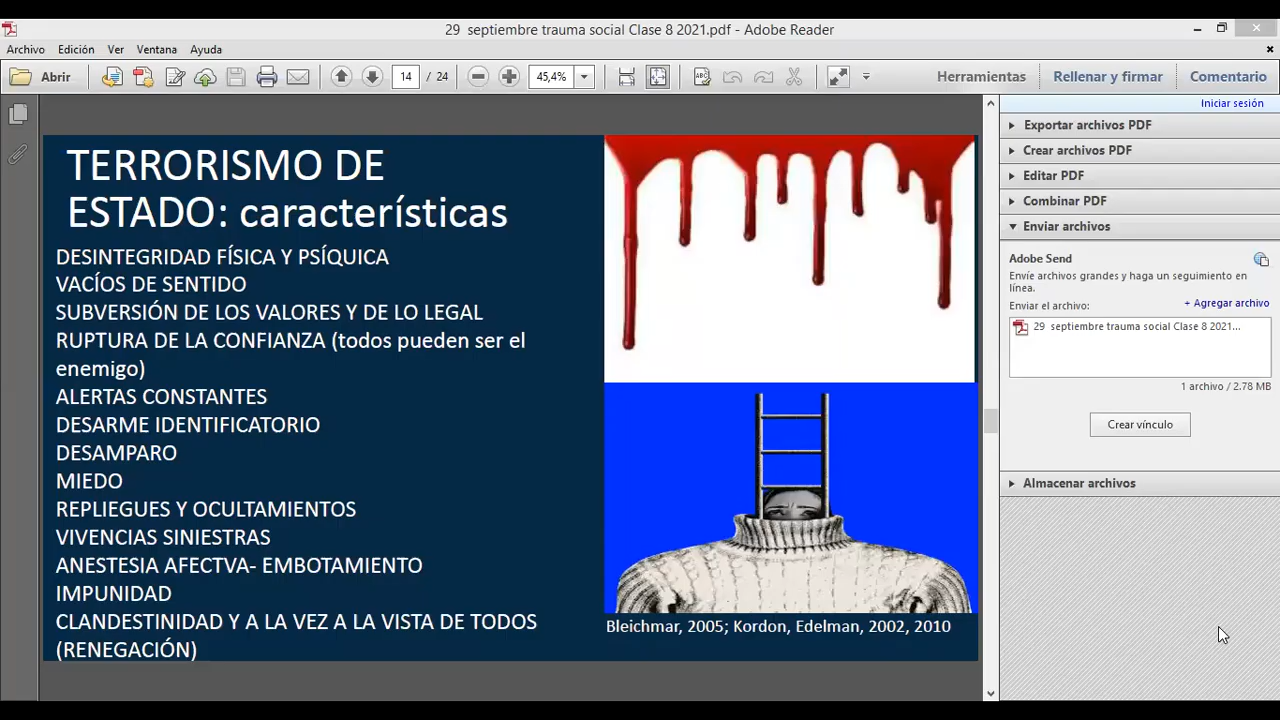 29 septiembre trauma social Clase 8 2021.pdf - Adobe Reader
Archivo Edición Ver Ventana Ayuda
Abrir 14 / 24 45,4% Herramientas Rellenar y firmar Comentario
Iniciar sesión
Exportar archivos PDF
Crear archivos PDF
Editar PDF
Combinar PDF
Enviar archivos
Adobe Send
Envíe archivos grandes y haga un seguimiento en
línea.
Enviar el archivo: + Agregar archivo
29 septiembre trauma social Clase 8 2021...
1 archivo / 2.78 MB
Crear vínculo
Almacenar archivos
TERRORISMO DE
ESTADO: características
DESINTEGRIDAD FÍSICA Y PSÍQUICA
VACÍOS DE SENTIDO
SUBVERSIÓN DE LOS VALORES Y DE LO LEGAL
RUPTURA DE LA CONFIANZA (todos pueden ser el
enemigo)
ALERTAS CONSTANTES
DESARME IDENTIFICATORIO
DESAMPARO
MIEDO
REPLIEGUES Y OCULTAMIENTOS
VIVENCIAS SINIESTRAS
ANESTESIA AFECTVA- EMBOTAMIENTO
IMPUNIDAD
CLANDESTINIDAD Y A LA VEZ A LA VISTA DE TODOS
(RENEGACIÓN)
Bleichmar, 2005; Kordon, Edelman, 2002, 2010